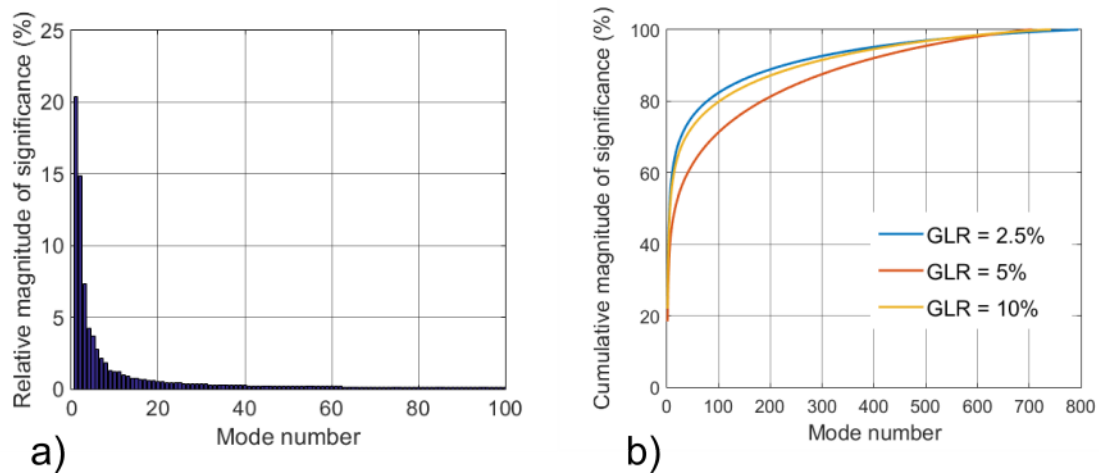 Relative magnitude of significance (%)
25
20
15
10
5
0
0 20 40 60 80 100
Mode number
a)
Cumulative magnitude of significance (%)
100
80
60
40
20
0
GLR = 2.5%
GLR = 5%
GLR = 10%
0 100 200 300 400 500 600 700 800
Mode number
b)